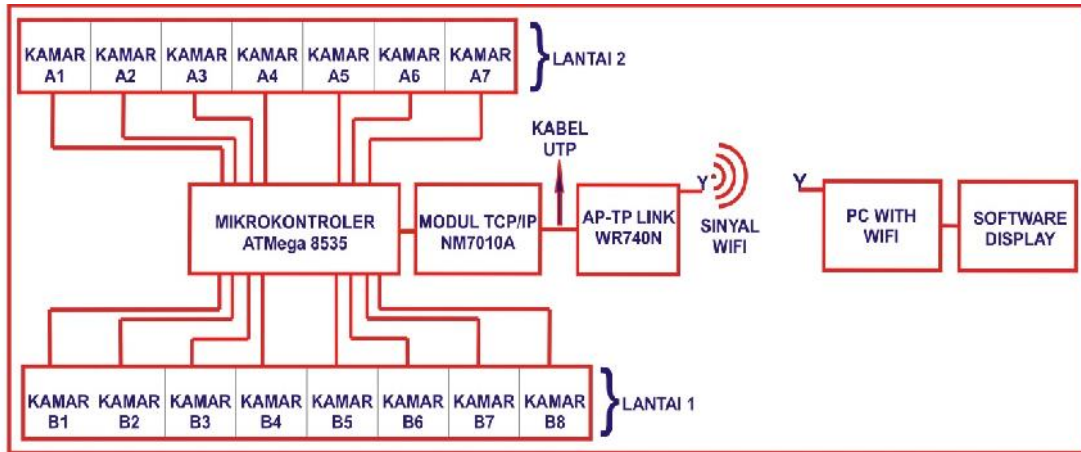 KAMAR A1
KAMAR A2
KAMAR A3
KAMAR A4
KAMAR A5
KAMAR A6
KAMAR A7
LANTAI 2
KABEL
UTP
MIKROKONTROLER
ATMega 8535
MODUL TCP/IP
NM7010A
AP-TP LINK
WR740N
Y
SINYAL
WIFI
Y
PC WITH
WIFI
SOFTWARE
DISPLAY
KAMAR B1
KAMAR B2
KAMAR B3
KAMAR B4
KAMAR B5
KAMAR B6
KAMAR B7
KAMAR B8
LANTAI 1